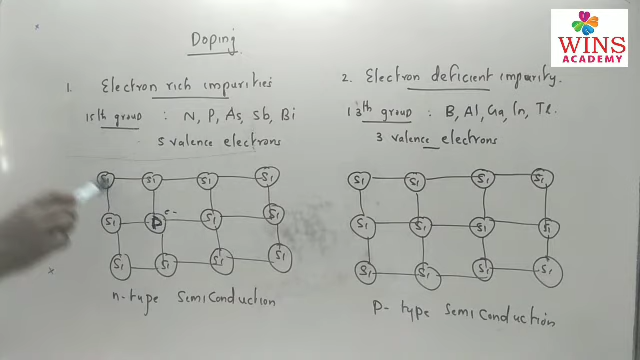 Doping
WINS
ACADEMY
1. Electron rich impurities
15th group : N, P, As, Sb, Bi
5 valence electrons
2. Electron deficient impurity.
13th group : B, Al, Ga, In, Tl.
3 valence electrons
Si Si Si Si
Si P e- Si Si
Si Si Si Si
n-type Semiconduction
Si Si Si Si
Si Si Si Si
Si Si Si Si
P-type Semiconduction